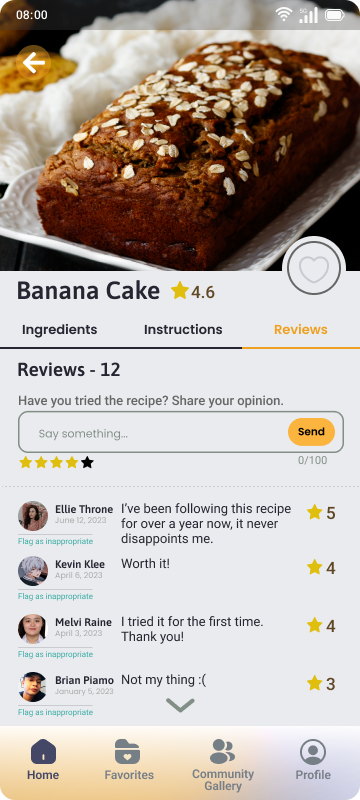 08:00
5G
Banana Cake
4.6
Ingredients Instructions Reviews
Reviews - 12
Have you tried the recipe? Share your opinion.
Say something...
Send
0/100
Ellie Throne
June 12, 2023
I've been following this recipe
for over a year now, it never
disappoints me.
5
Flag as inappropriate
Kevin Klee
April 6, 2023
Worth it!
4
Flag as inappropriate
Melvi Raine
April 3, 2023
I tried it for the first time.
Thank you!
4
Flag as inappropriate
Brian Piamo
January 5, 2023
Not my thing :(
3
Flag as inappropriate
Home Favorites Community
Gallery Profile